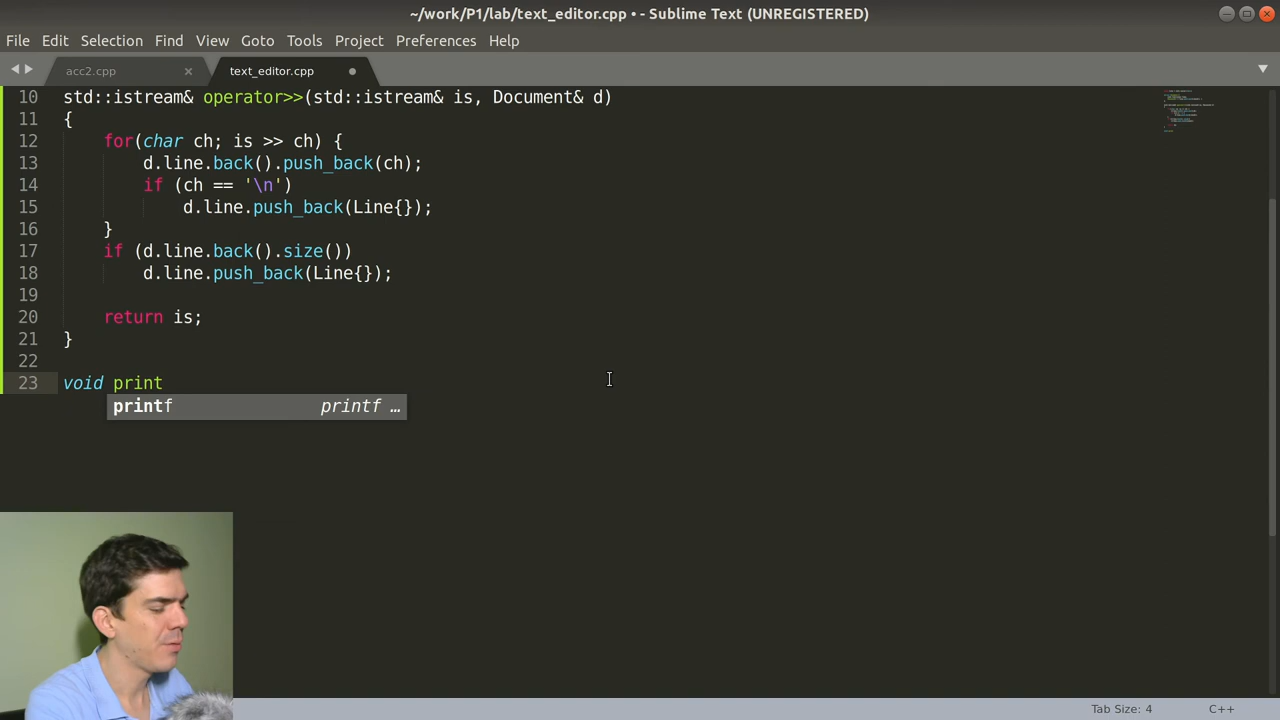 ~/work/P1/lab/text_editor.cpp • - Sublime Text (UNREGISTERED)
File Edit Selection Find View Goto Tools Project Preferences Help
acc2.cpp × text_editor.cpp
10 std::istream& operator>>(std::istream& is, Document& d)
11 {
12     for(char ch; is >> ch) {
13         d.line.back().push_back(ch);
14         if (ch == '\n')
15             d.line.push_back(Line{});
16     }
17     if (d.line.back().size())
18         d.line.push_back(Line{});
19
20     return is;
21 }
22
23 void print
printf printf …
Tab Size: 4 C++